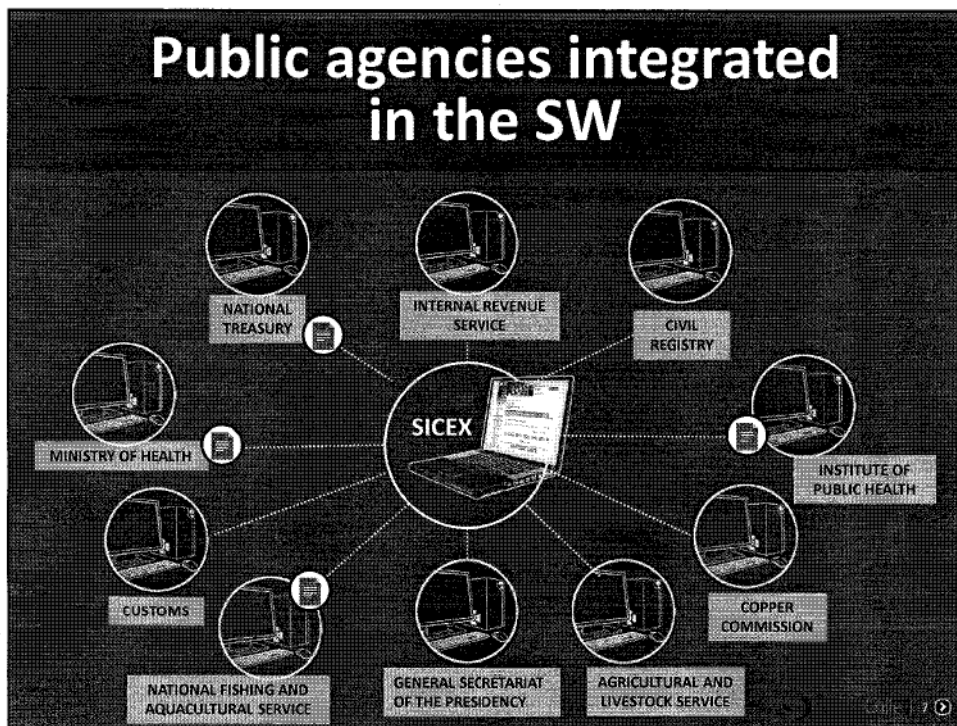 Public agencies integrated
in the SW
NATIONAL
TREASURY
INTERNAL REVENUE
SERVICE
CIVIL
REGISTRY
MINISTRY OF HEALTH
SICEX
INSTITUTE OF
PUBLIC HEALTH
CUSTOMS
COPPER
COMMISSION
NATIONAL FISHING AND
AQUACULTURAL SERVICE
GENERAL SECRETARIAT
OF THE PRESIDENCY
AGRICULTURAL AND
LIVESTOCK SERVICE
7